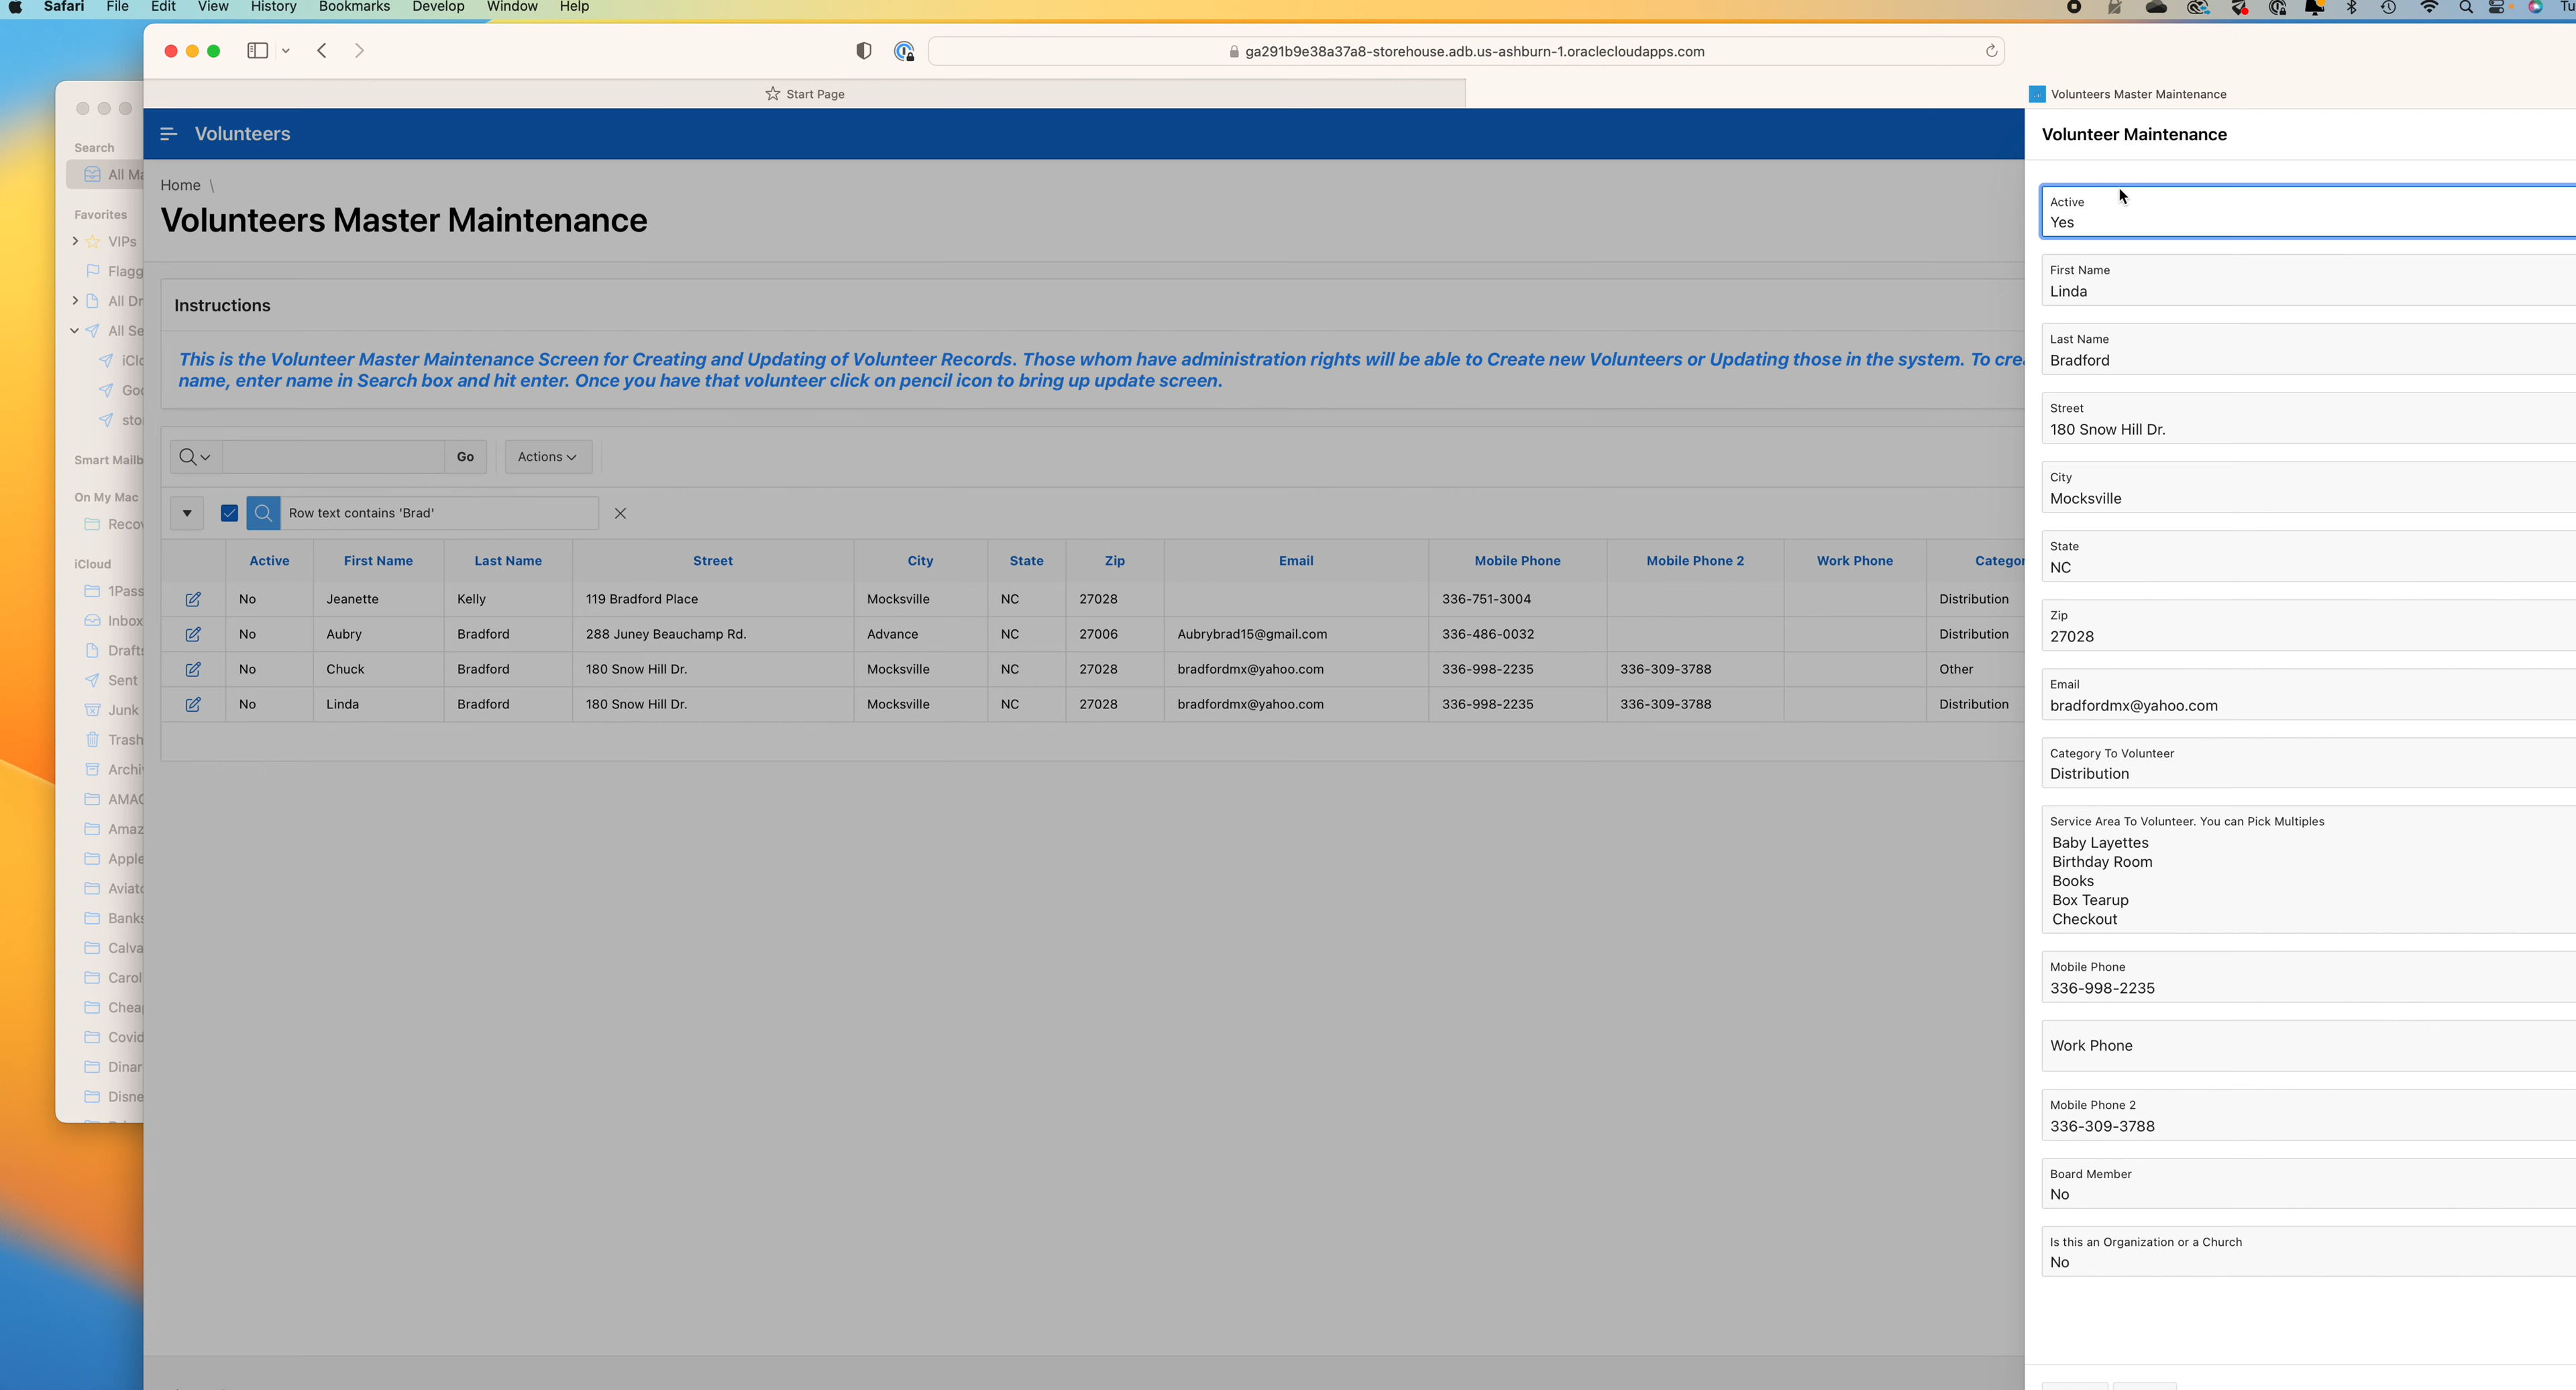 Safari File Edit View History Bookmarks Develop Window Help
ga291b9e38a37a8-storehouse.adb.us-ashburn-1.oraclecloudapps.com
Start Page
Volunteers Master Maintenance
Search
Favorites
VIPs
Smart Mailb
On My Mac
iCloud
Inbox
Drafts
Sent
Junk
Trash
Volunteers
Home \
Volunteers Master Maintenance
Instructions
This is the Volunteer Master Maintenance Screen for Creating and Updating of Volunteer Records. Those whom have administration rights will be able to Create new Volunteers or Updating those in the system. To cre
name, enter name in Search box and hit enter. Once you have that volunteer click on pencil icon to bring up update screen.
Go Actions
Row text contains 'Brad'
Active First Name Last Name Street City State Zip Email Mobile Phone Mobile Phone 2 Work Phone Categor
No Jeanette Kelly 119 Bradford Place Mocksville NC 27028 336-751-3004 Distribution
No Aubry Bradford 288 Juney Beauchamp Rd. Advance NC 27006 Aubrybrad15@gmail.com 336-486-0032 Distribution
No Chuck Bradford 180 Snow Hill Dr. Mocksville NC 27028 bradfordmx@yahoo.com 336-998-2235 336-309-3788 Other
No Linda Bradford 180 Snow Hill Dr. Mocksville NC 27028 bradfordmx@yahoo.com 336-998-2235 336-309-3788 Distribution
Volunteer Maintenance
Active
Yes
First Name
Linda
Last Name
Bradford
Street
180 Snow Hill Dr.
City
Mocksville
State
NC
Zip
27028
Email
bradfordmx@yahoo.com
Category To Volunteer
Distribution
Service Area To Volunteer. You can Pick Multiples
Baby Layettes
Birthday Room
Books
Box Tearup
Checkout
Mobile Phone
336-998-2235
Work Phone
Mobile Phone 2
336-309-3788
Board Member
No
Is this an Organization or a Church
No